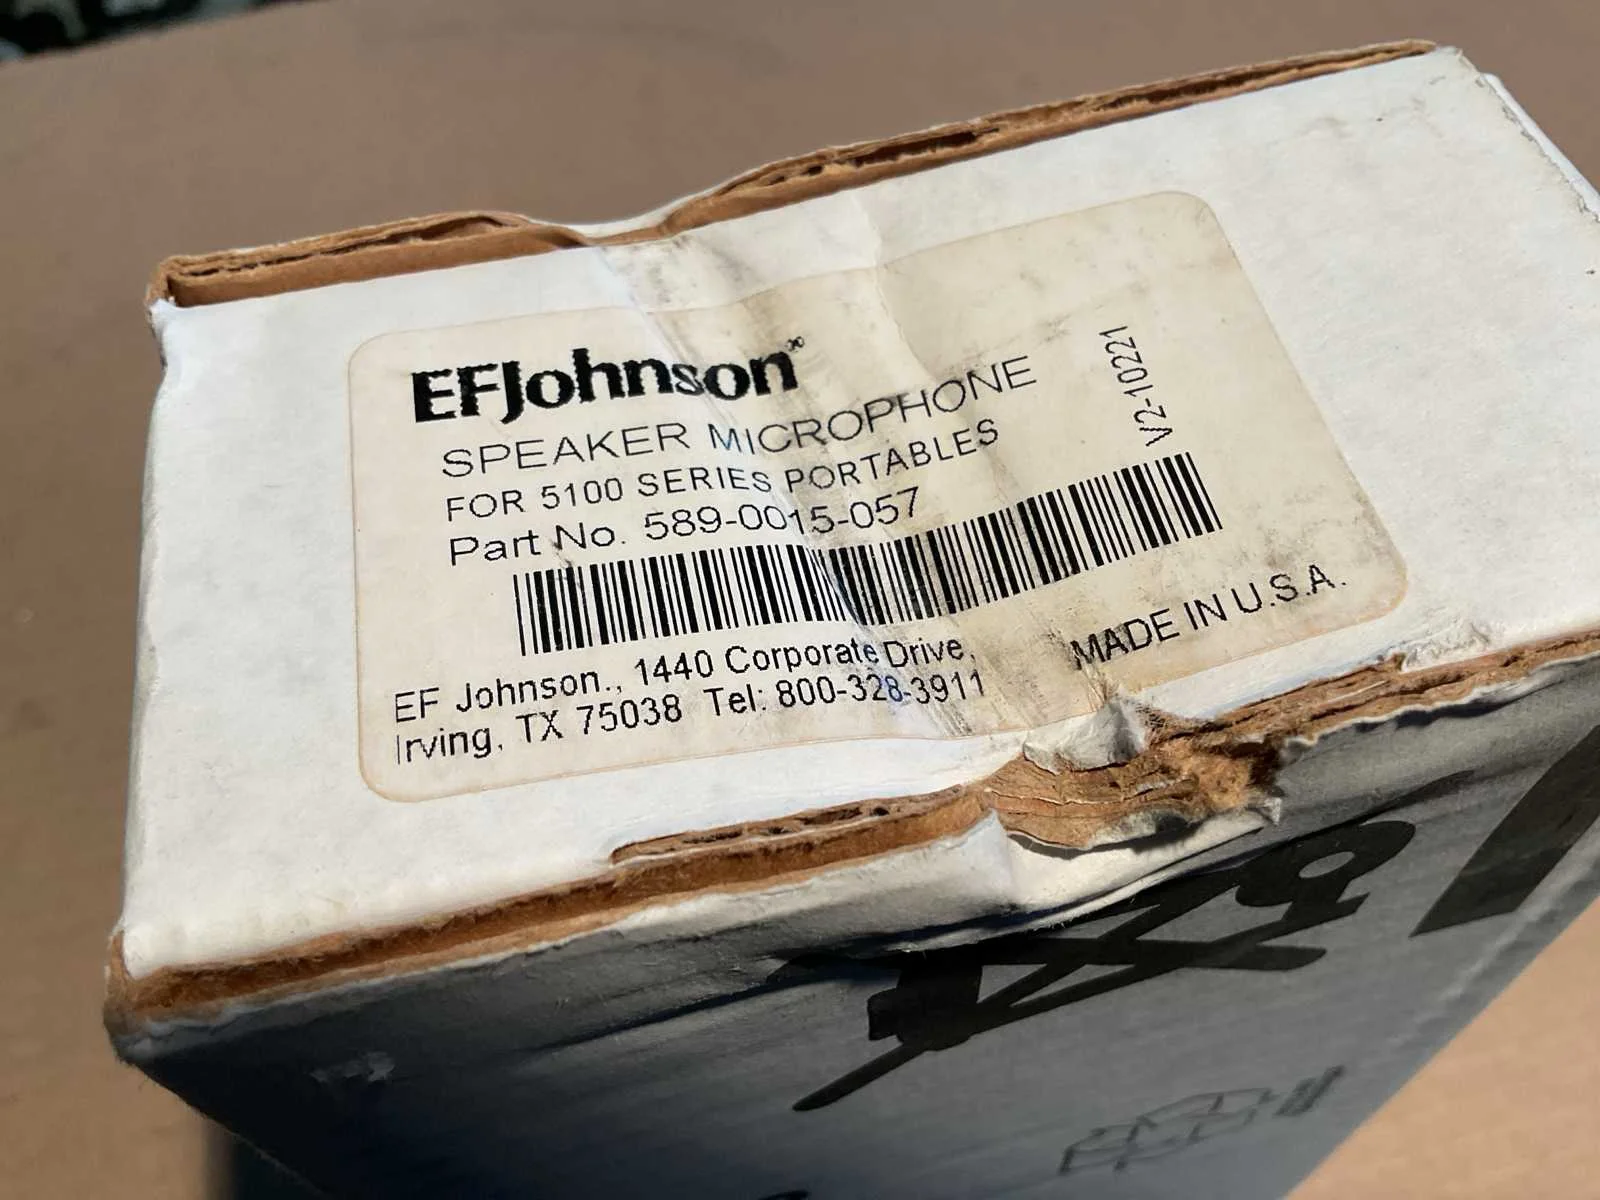 EFJohnson
SPEAKER MICROPHONE
FOR 5100 SERIES PORTABLES
Part No. 589-0015-057
V2-10221
MADE IN U.S.A.
EF Johnson., 1440 Corporate Drive,
Irving, TX 75038 Tel: 800-328-3911